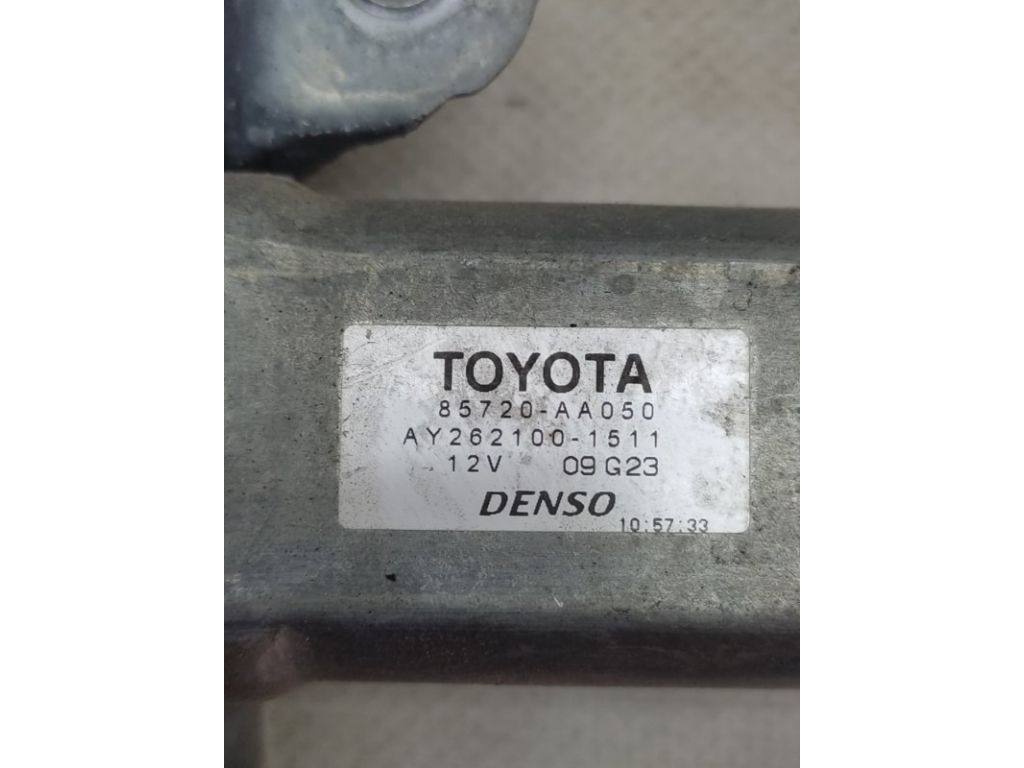 TOYOTA
85720-AA050
AY262100-1511
12V 09G23
DENSO
10:57:33